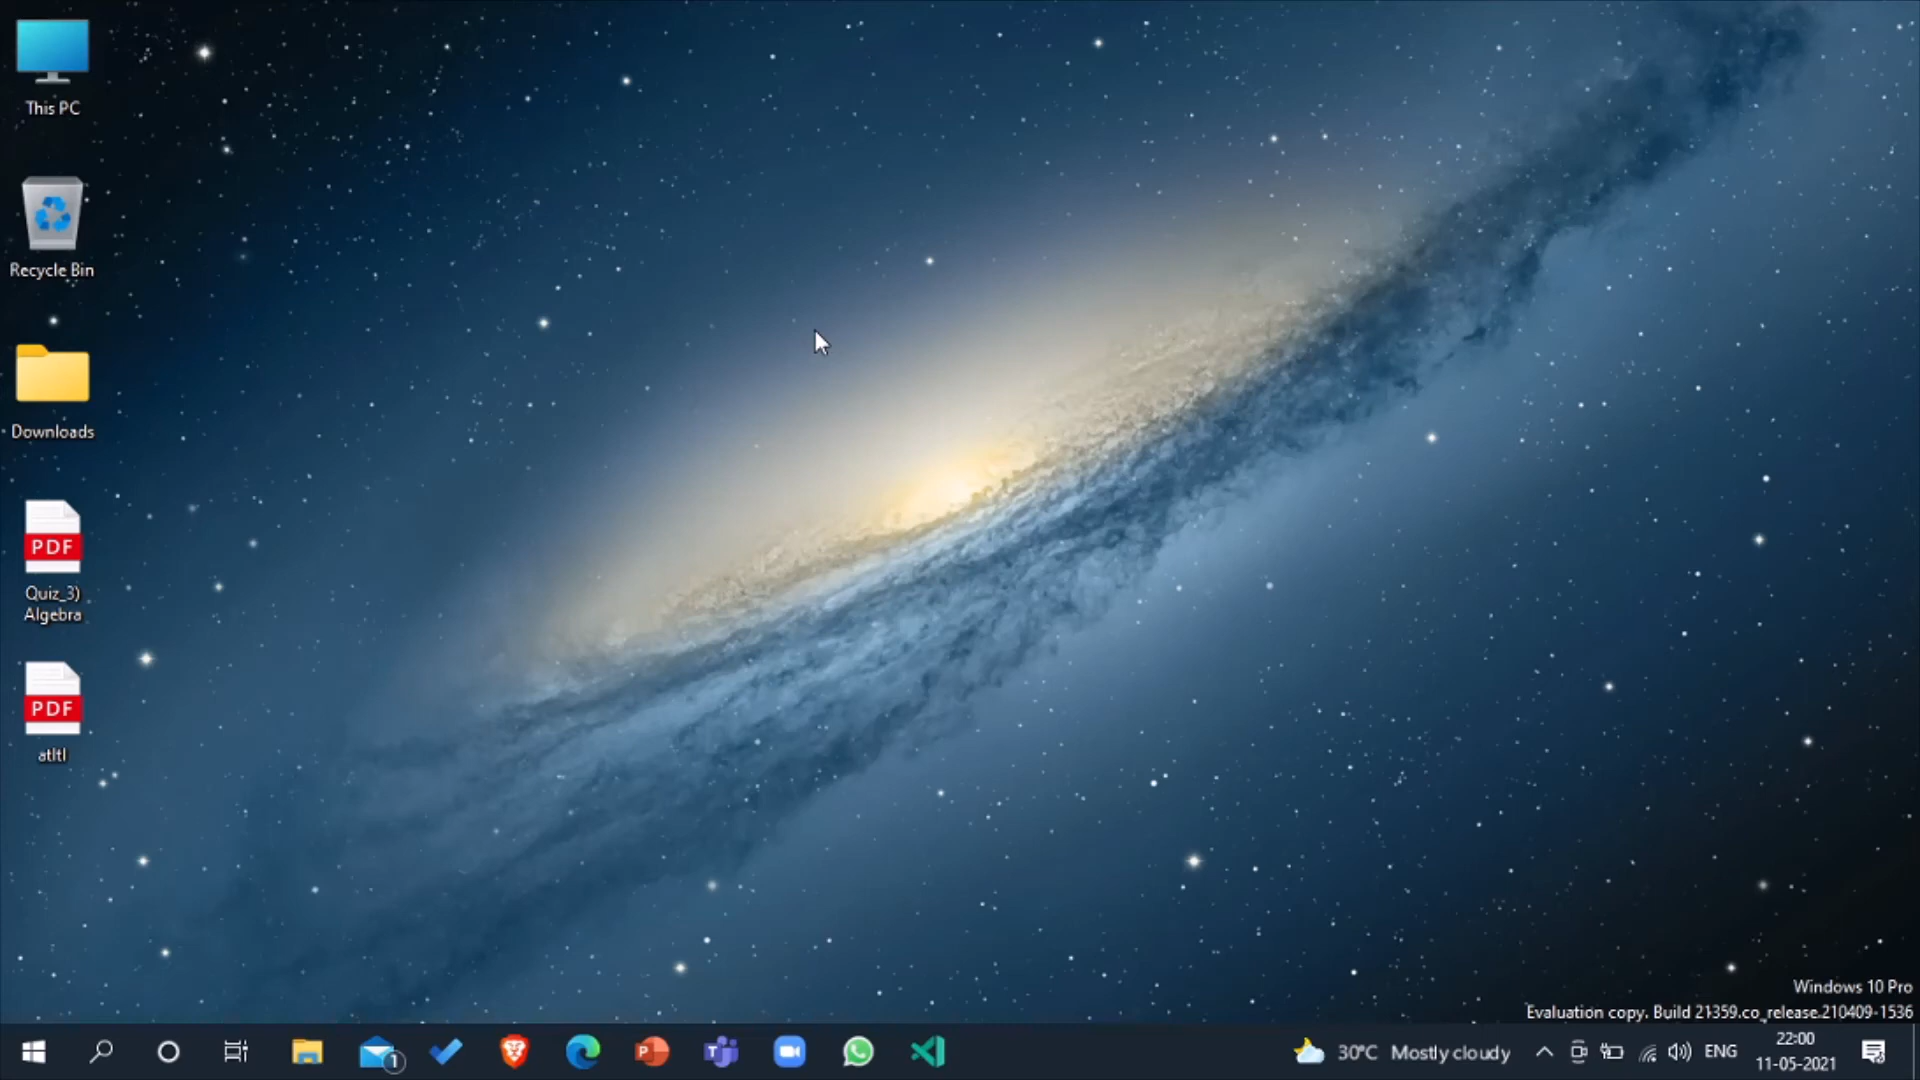 This PC
Recycle Bin
Downloads
PDF
Quiz_3)
Algebra
PDF
atltl
Windows 10 Pro
Evaluation copy. Build 21359.co_release.210409-1536
1
30°C Mostly cloudy
ENG
22:00
11-05-2021